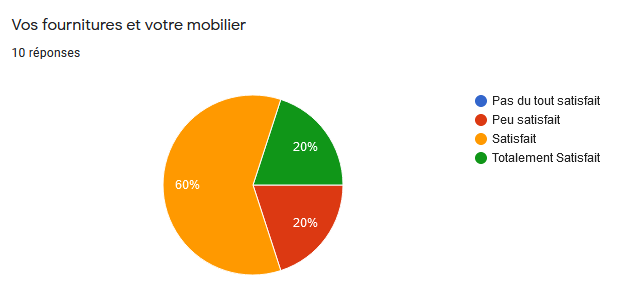 Vos fournitures et votre mobilier
10 réponses
Pas du tout satisfait
Peu satisfait
Satisfait
Totalement Satisfait
20%
60%
20%